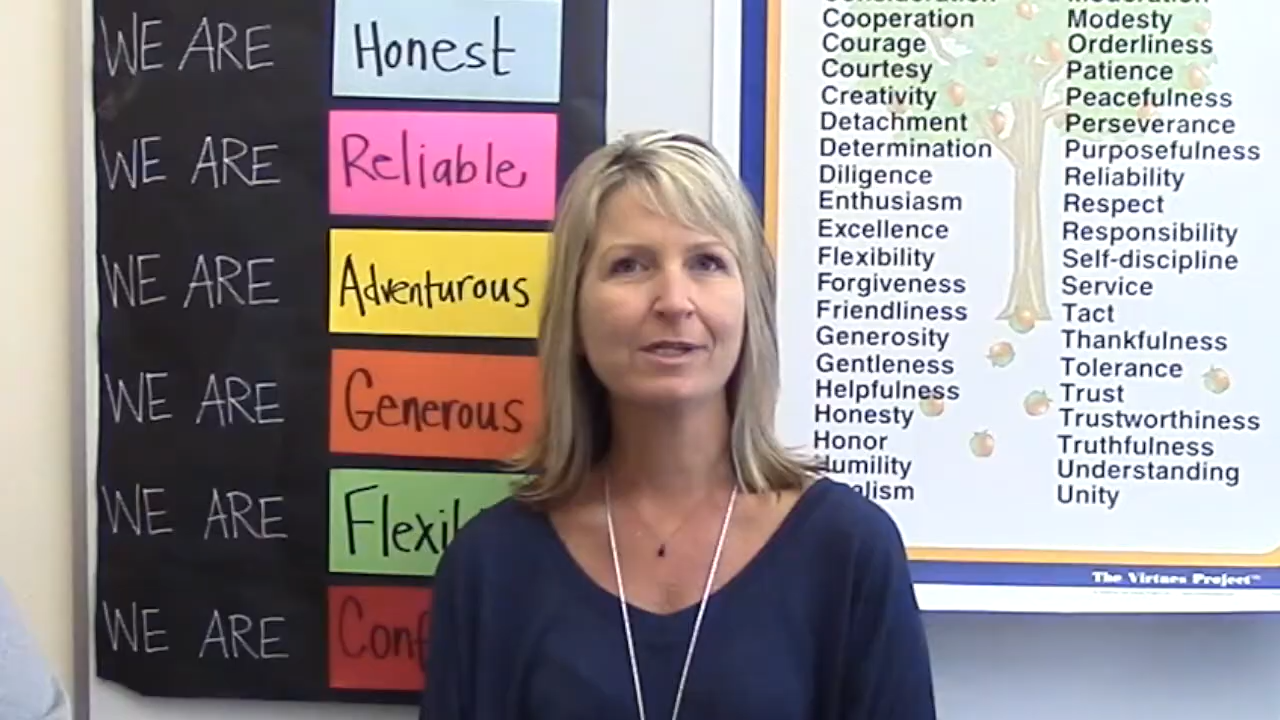 WE ARE Honest
WE ARE Reliable
WE ARE Adventurous
WE ARE Generous
WE ARE
WE ARE
Cooperation
Courage
Courtesy
Creativity
Detachment
Determination
Diligence
Enthusiasm
Excellence
Flexibility
Forgiveness
Friendliness
Generosity
Gentleness
Helpfulness
Honesty
Honor
Humility
Moderation
Modesty
Orderliness
Patience
Peacefulness
Perseverance
Purposefulness
Reliability
Respect
Responsibility
Self-discipline
Service
Tact
Thankfulness
Tolerance
Trust
Trustworthiness
Truthfulness
Understanding
Unity
The Virtues Project™